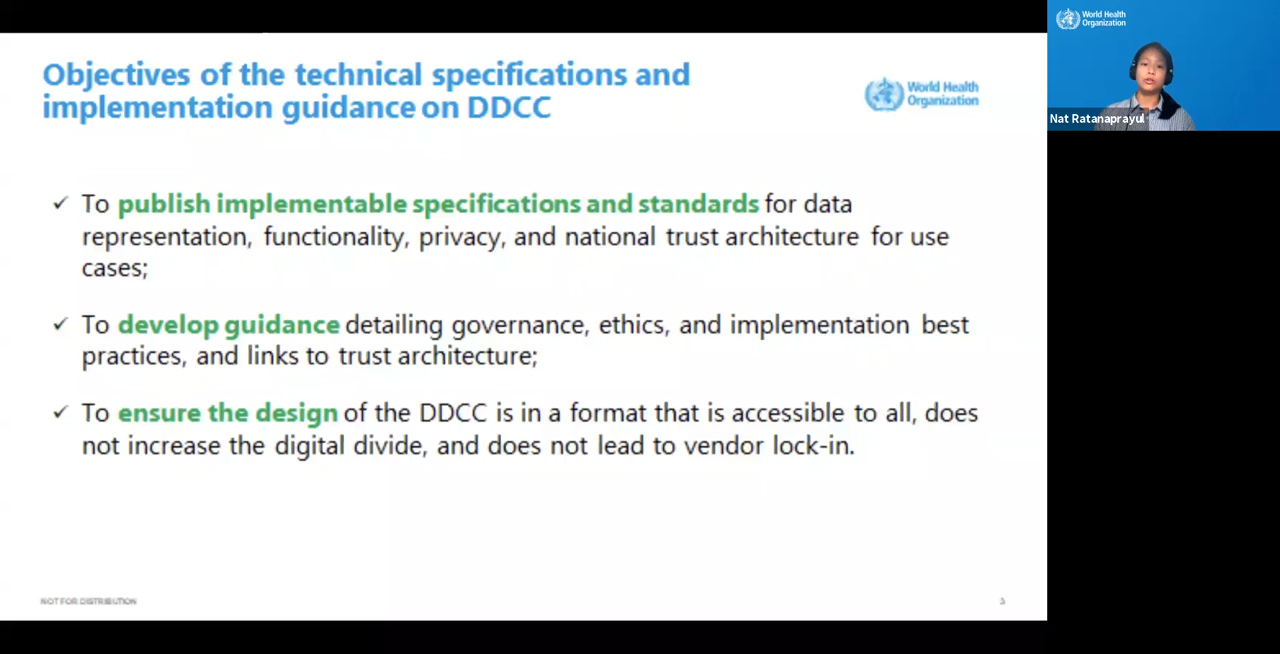 Objectives of the technical specifications and
implementation guidance on DDCC
World Health
Organization
✓ To publish implementable specifications and standards for data
representation, functionality, privacy, and national trust architecture for use
cases;
✓ To develop guidance detailing governance, ethics, and implementation best
practices, and links to trust architecture;
✓ To ensure the design of the DDCC is in a format that is accessible to all, does
not increase the digital divide, and does not lead to vendor lock-in.
NOT FOR DISTRIBUTION
3
World Health
Organization
Nat Ratanaprayul